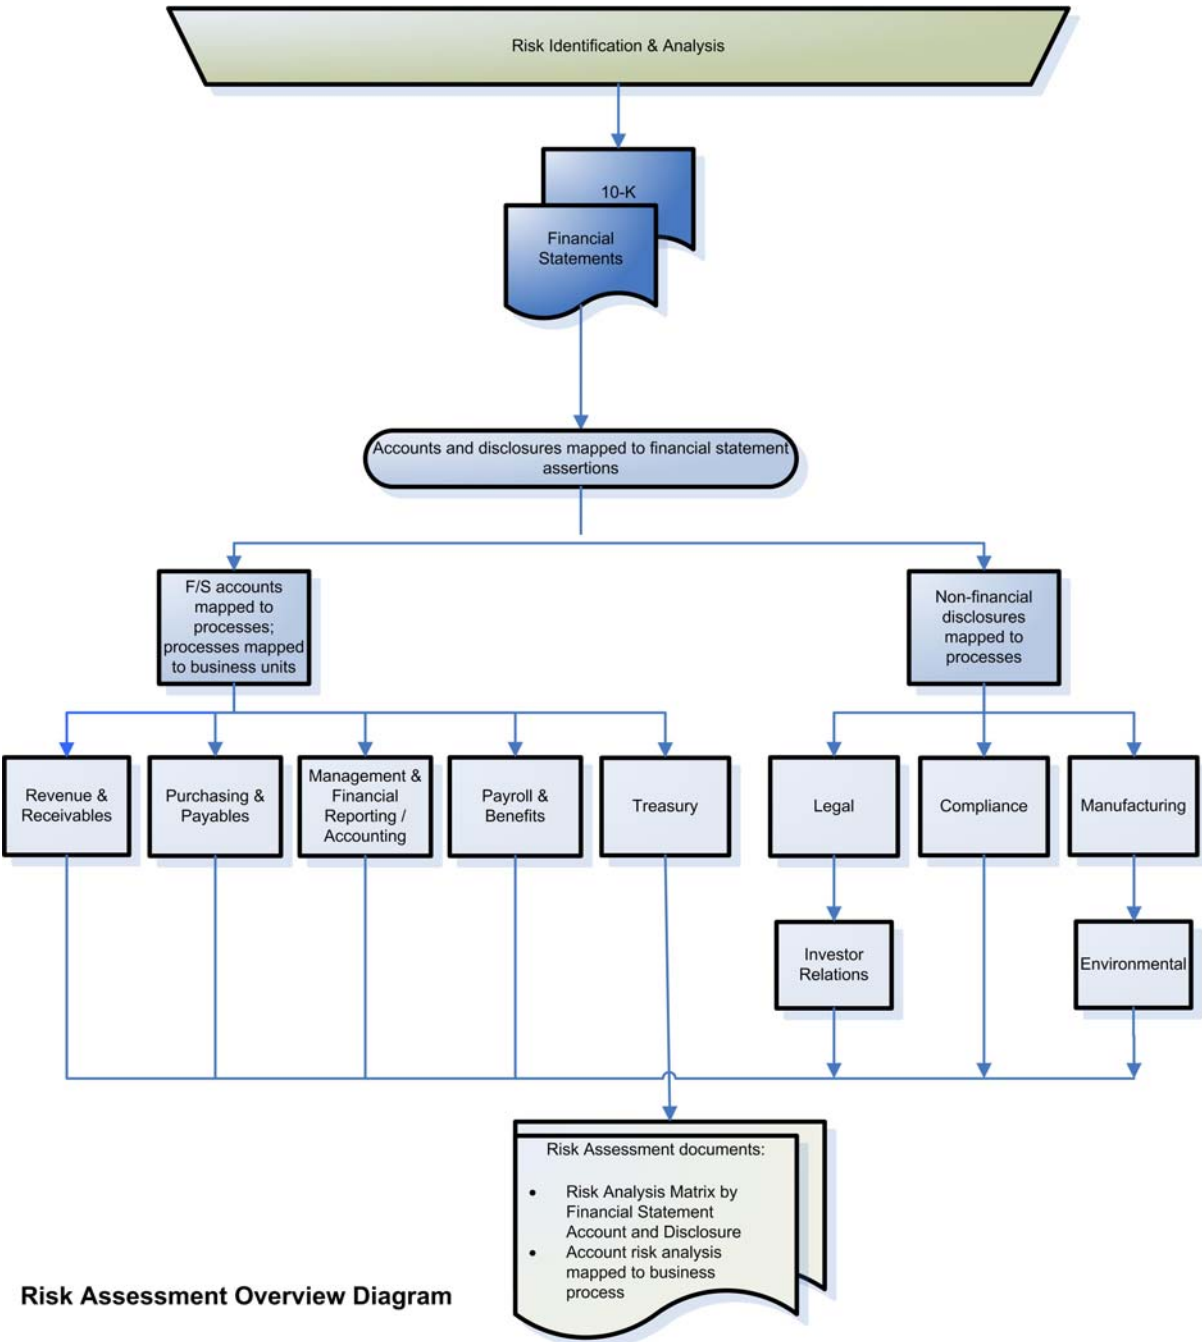 Risk Identification & Analysis
10-K
Financial
Statements
Accounts and disclosures mapped to financial statement
assertions
F/S accounts
mapped to
processes;
processes mapped
to business units
Non-financial
disclosures
mapped to
processes
Revenue &
Receivables
Purchasing &
Payables
Management &
Financial
Reporting /
Accounting
Payroll &
Benefits
Treasury
Legal
Compliance
Manufacturing
Investor
Relations
Environmental
Risk Assessment documents:
• Risk Analysis Matrix by
Financial Statement
Account and Disclosure
• Account risk analysis
mapped to business
process
Risk Assessment Overview Diagram